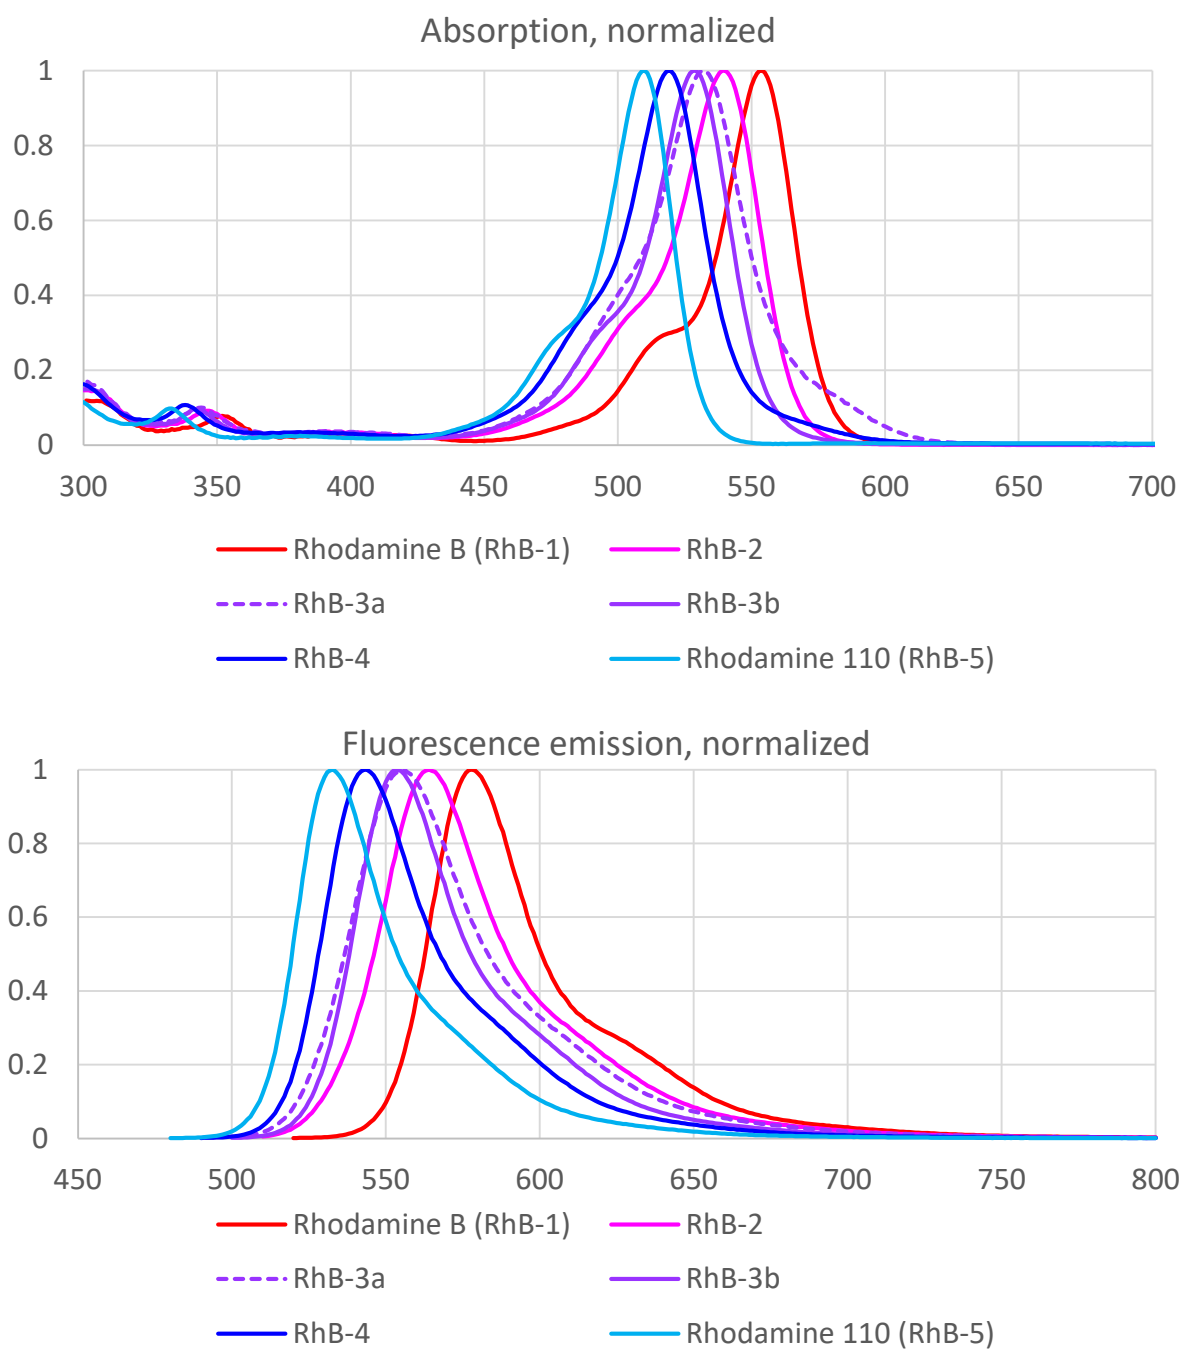 Absorption, normalized
1
0.8
0.6
0.4
0.2
0
300 350 400 450 500 550 600 650 700
Rhodamine B (RhB-1) RhB-2
RhB-3a RhB-3b
RhB-4 Rhodamine 110 (RhB-5)
Fluorescence emission, normalized
1
0.8
0.6
0.4
0.2
0
450 500 550 600 650 700 750 800
Rhodamine B (RhB-1) RhB-2
RhB-3a RhB-3b
RhB-4 Rhodamine 110 (RhB-5)